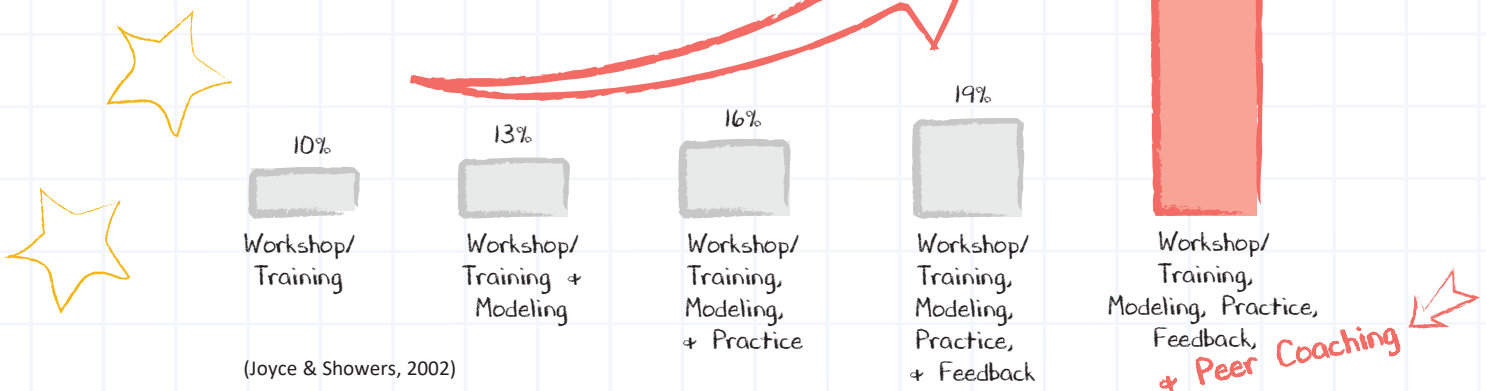 10%
13%
16%
19%
Workshop/
Training
Workshop/
Training &
Modeling
Workshop/
Training,
Modeling,
& Practice
Workshop/
Training,
Modeling,
Practice,
& Feedback
Workshop/
Training,
Modeling, Practice,
Feedback,
& Peer Coaching
(Joyce & Showers, 2002)